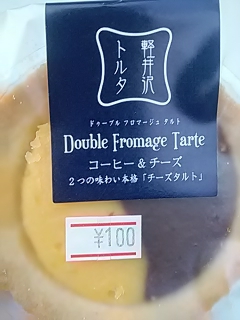 軽井沢
トルタ
ドゥーブル フロマージュ タルト
Double Fromage Tarte
コーヒー＆チーズ
2つの味わい本格「チーズタルト」
¥100